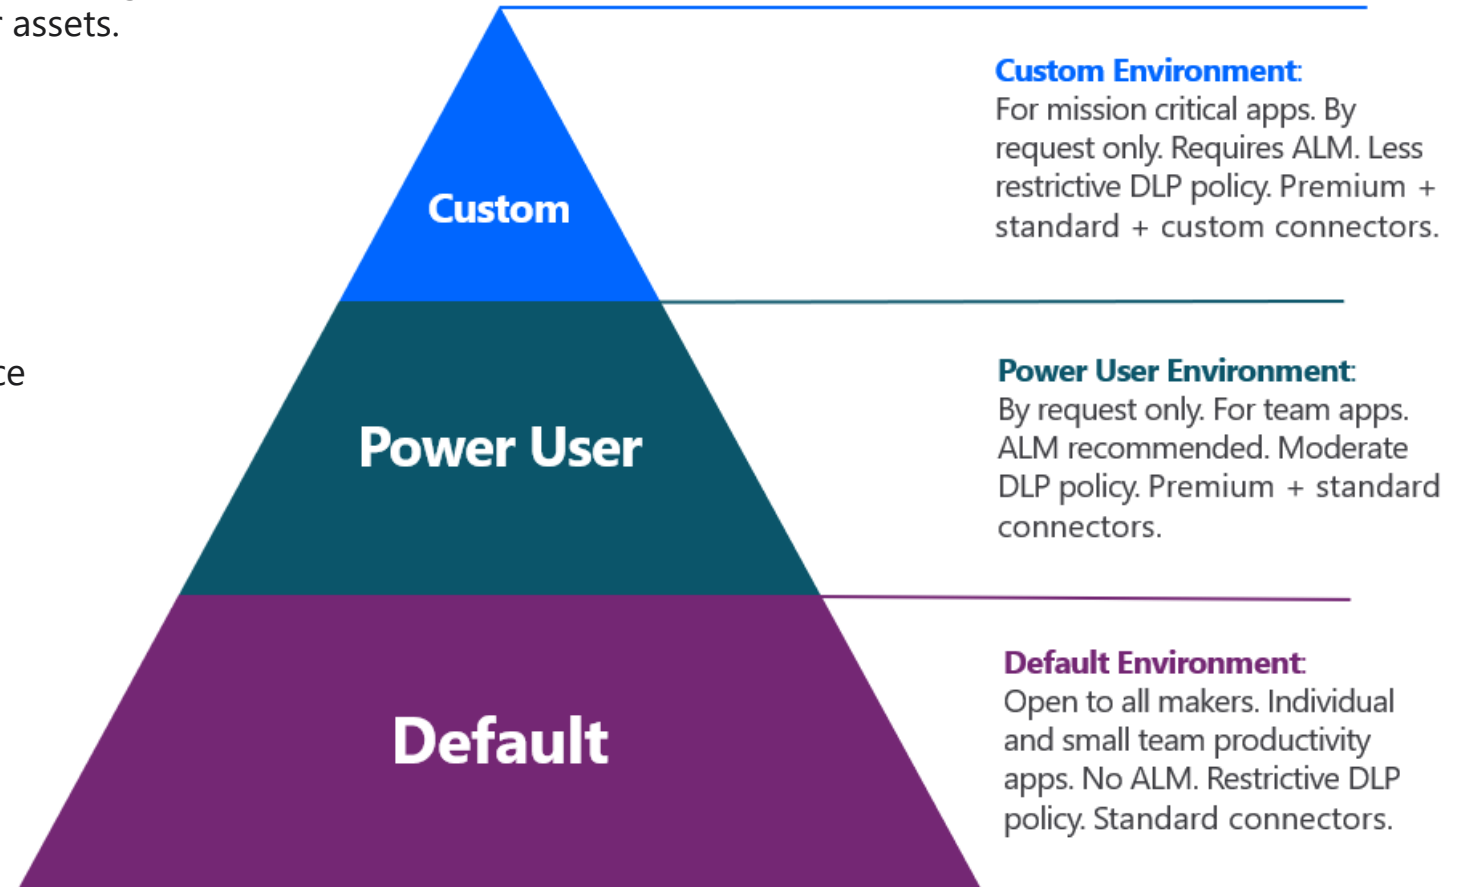 assets.
Custom Environment:
For mission critical apps. By
request only. Requires ALM. Less
restrictive DLP policy. Premium +
standard + custom connectors.
Custom
Power User Environment:
By request only. For team apps.
ALM recommended. Moderate
DLP policy. Premium + standard
connectors.
Power User
Default Environment:
Open to all makers. Individual
and small team productivity
apps. No ALM. Restrictive DLP
policy. Standard connectors.
Default